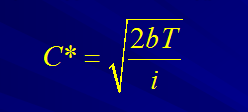 C* = √(2bT / i)